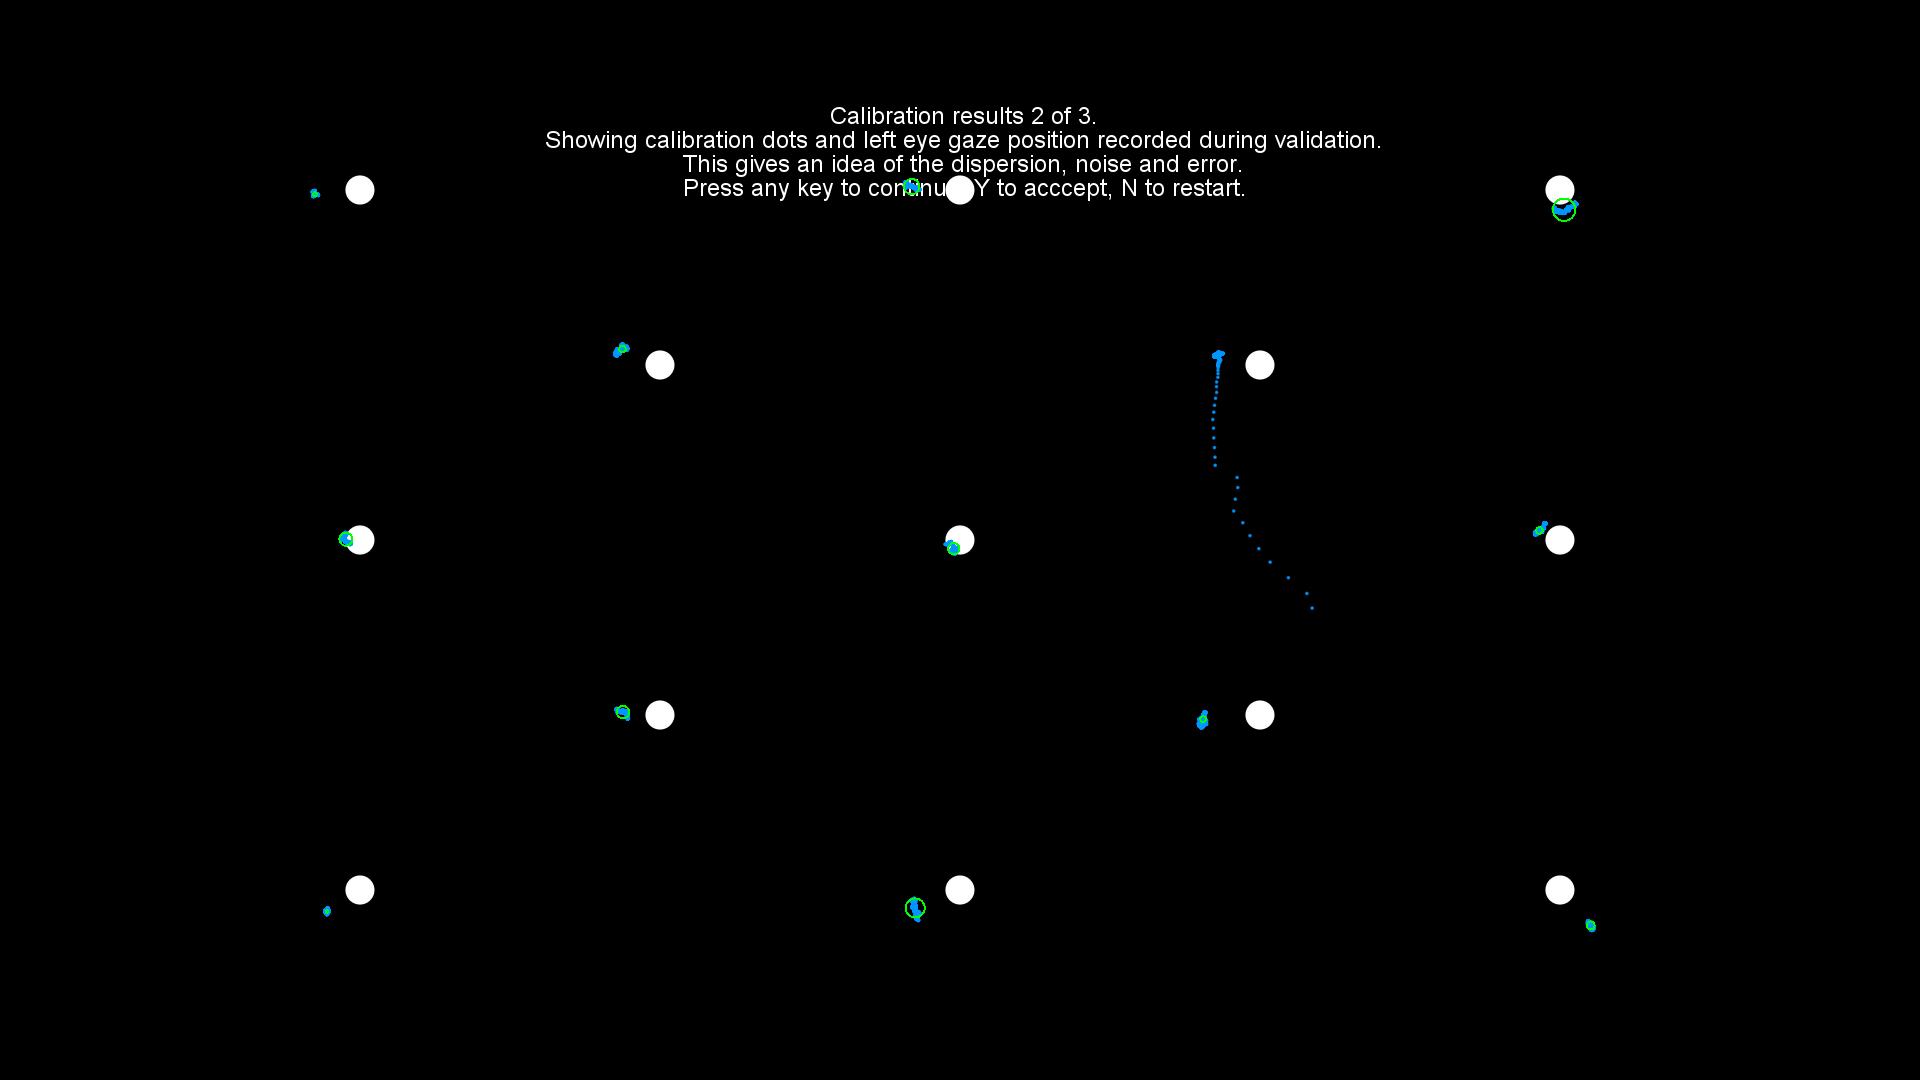 Calibration results 2 of 3.
Showing calibration dots and left eye gaze position recorded during validation.
This gives an idea of the dispersion, noise and error.
Press any key to continu Y to acccept, N to restart.